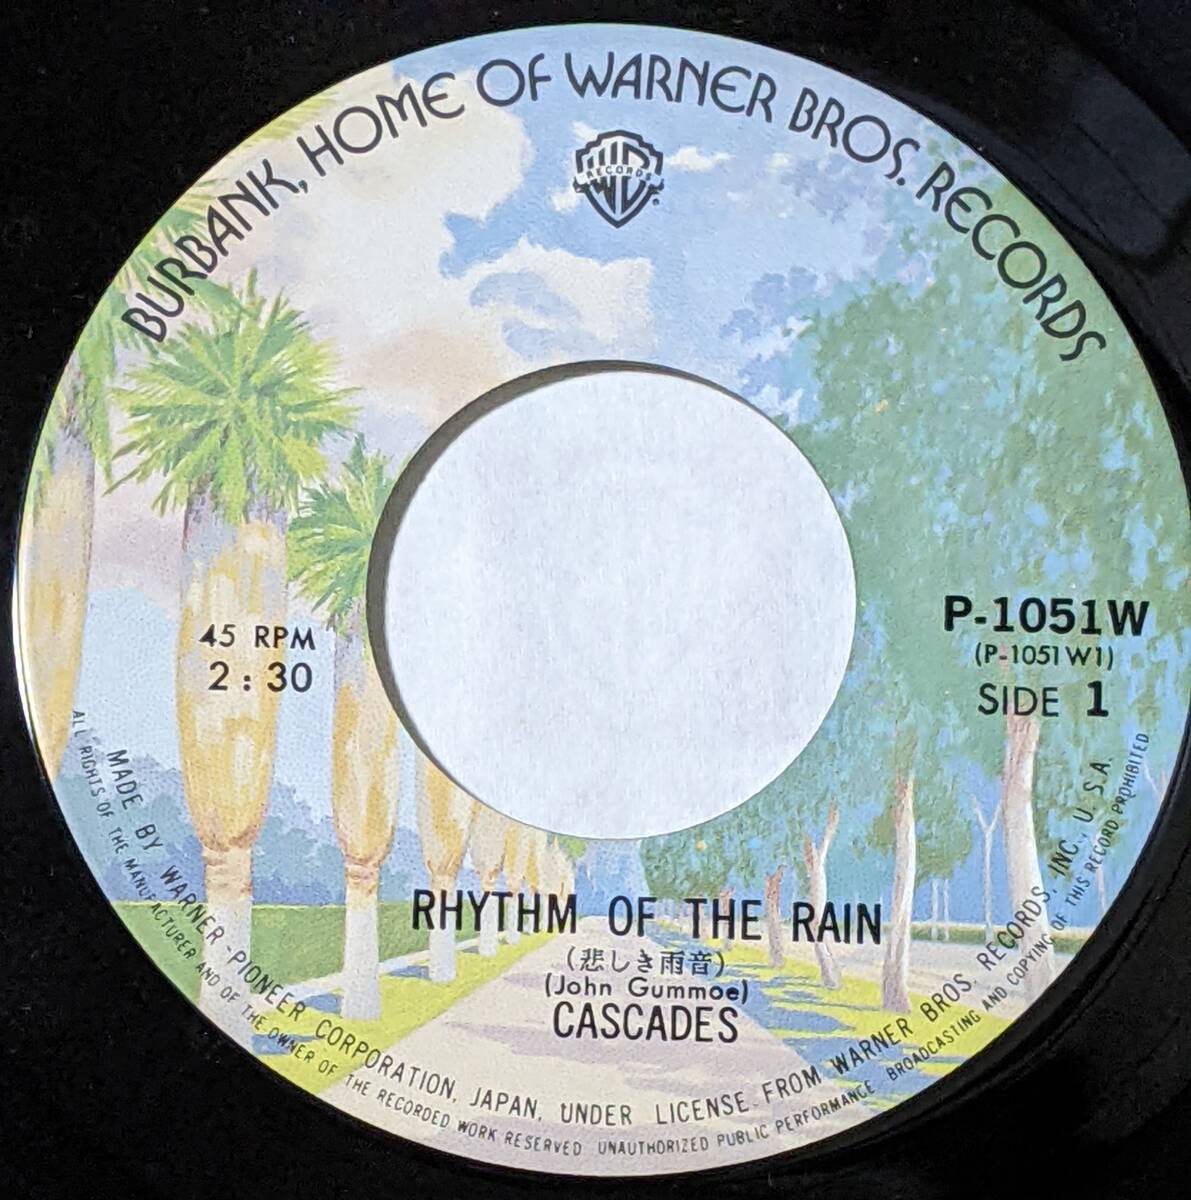 BURBANK, HOME OF WARNER BROS. RECORDS
RECORDS
45 RPM
2:30
P-1051W
(P-1051W1)
SIDE 1
RHYTHM OF THE RAIN
(悲しき雨音)
(John Gummoe)
CASCADES
MADE BY WARNER-PIONEER CORPORATION, JAPAN, UNDER LICENSE FROM WARNER BROS. RECORDS, INC., U.S.A.
ALL RIGHTS OF THE MANUFACTURER AND OF THE OWNER OF THE RECORDED WORK RESERVED UNAUTHORIZED PUBLIC PERFORMANCE BROADCASTING AND COPYING OF THIS RECORD PROHIBITED